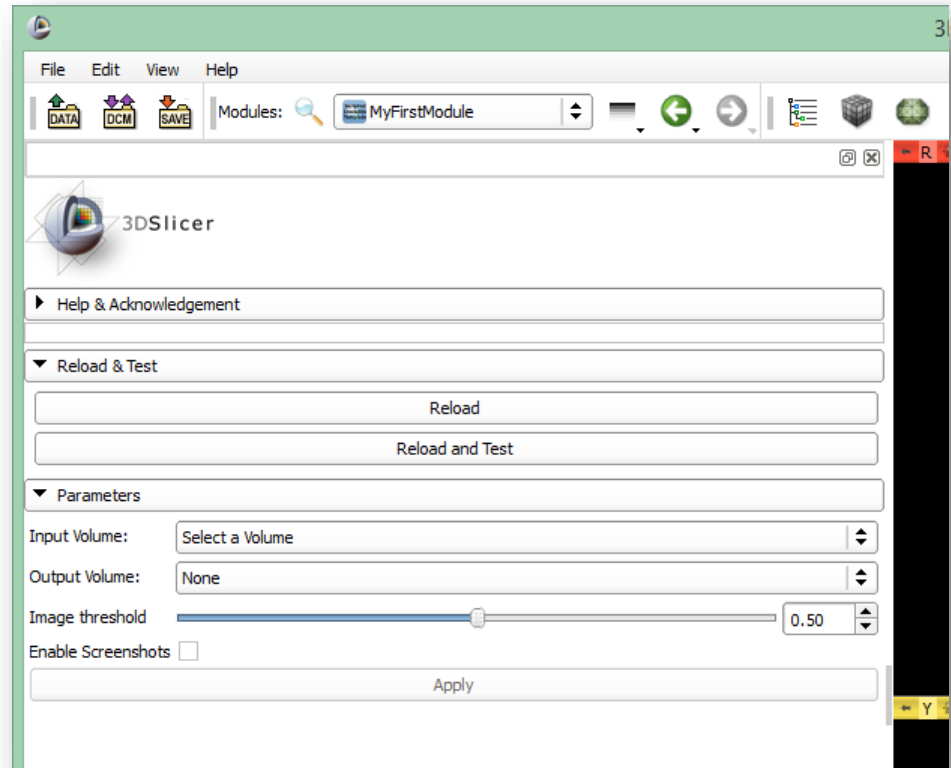 3
File Edit View Help
DATA DCM SAVE Modules: MyFirstModule
R
3DSlicer
Help & Acknowledgement
Reload & Test
Reload
Reload and Test
Parameters
Input Volume: Select a Volume
Output Volume: None
Image threshold 0.50
Enable Screenshots
Apply
Y